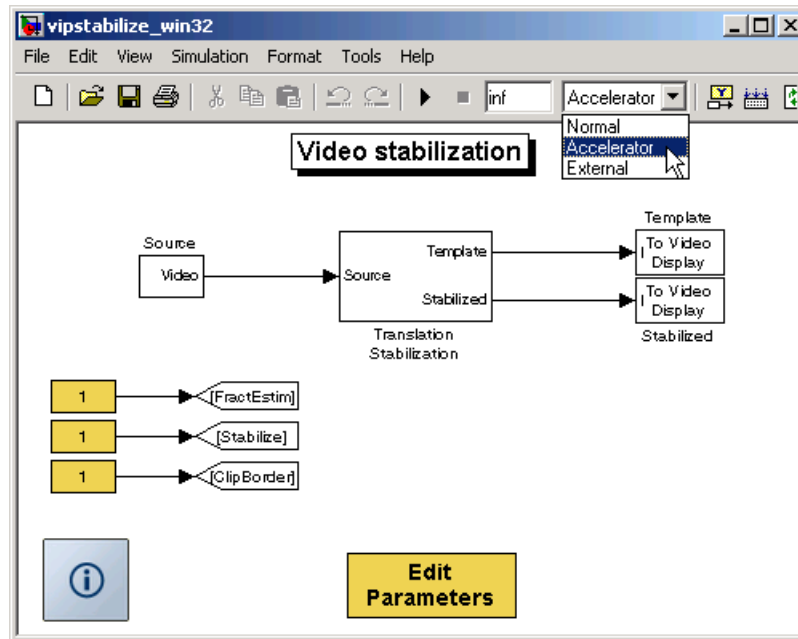 vipstabilize_win32
File Edit View Simulation Format Tools Help
inf
Accelerator
Normal
Accelerator
External
Video stabilization
Source
Video
Source
Template
Stabilized
Translation
Stabilization
Template
I To Video
Display
I To Video
Display
Stabilized
1
[FractEstim]
1
[Stabilize]
1
[ClipBorder]
i
Edit
Parameters